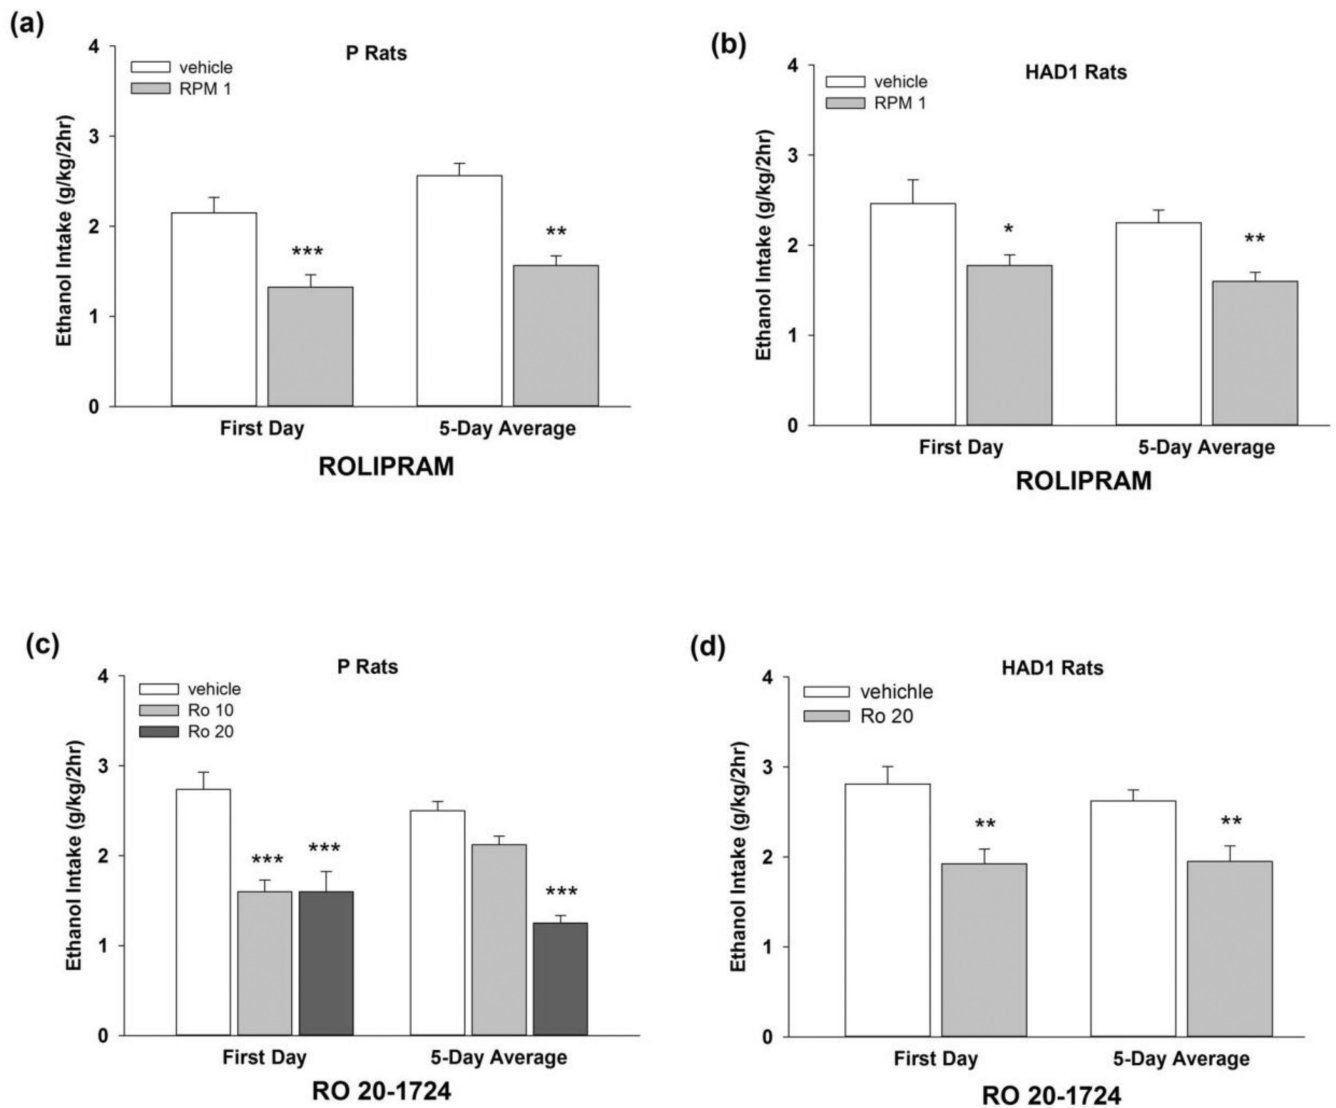 (a)
P Rats
vehicle
RPM 1
Ethanol Intake (g/kg/2hr)
4
3
2
1
0
***
**
First Day 5-Day Average
ROLIPRAM
(b)
HAD1 Rats
vehicle
RPM 1
Ethanol Intake (g/kg/2hr)
4
3
2
1
0
*
**
First Day 5-Day Average
ROLIPRAM
(c)
P Rats
vehicle
Ro 10
Ro 20
Ethanol Intake (g/kg/2hr)
4
3
2
1
0
*** ***
***
First Day 5-Day Average
RO 20-1724
(d)
HAD1 Rats
vehichle
Ro 20
Ethanol Intake (g/kg/2hr)
4
3
2
1
0
** **
First Day 5-Day Average
RO 20-1724